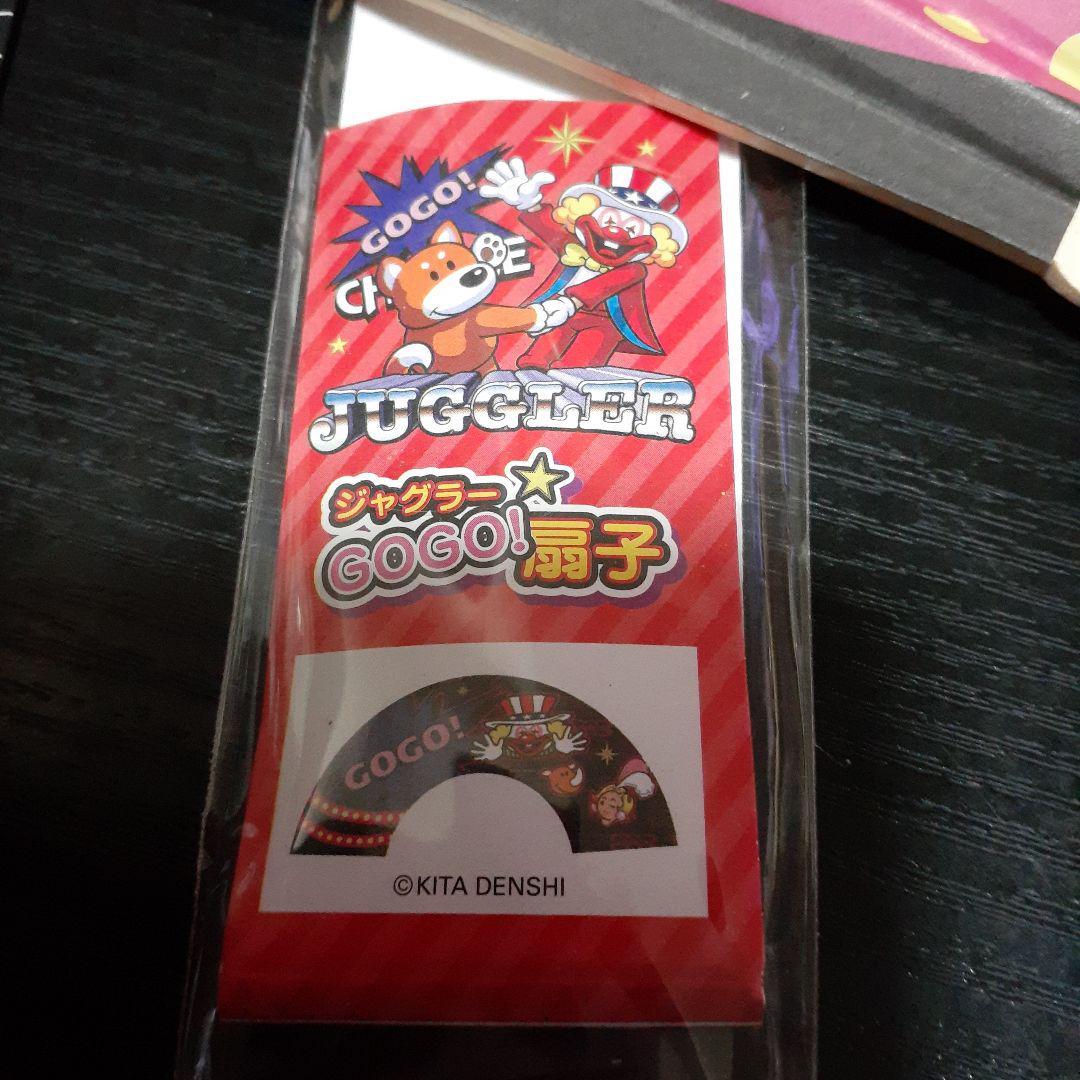 GOGO!
JUGGLER
ジャグラー
GOGO!扇子
GOGO!
©KITA DENSHI